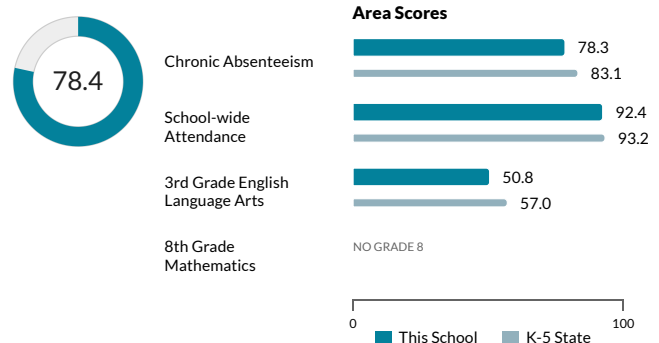 Area Scores
78.4
Chronic Absenteeism
78.3
83.1
School-wide
Attendance
92.4
93.2
3rd Grade English
Language Arts
50.8
57.0
8th Grade
Mathematics
NO GRADE 8
0
100
This School
K-5 State